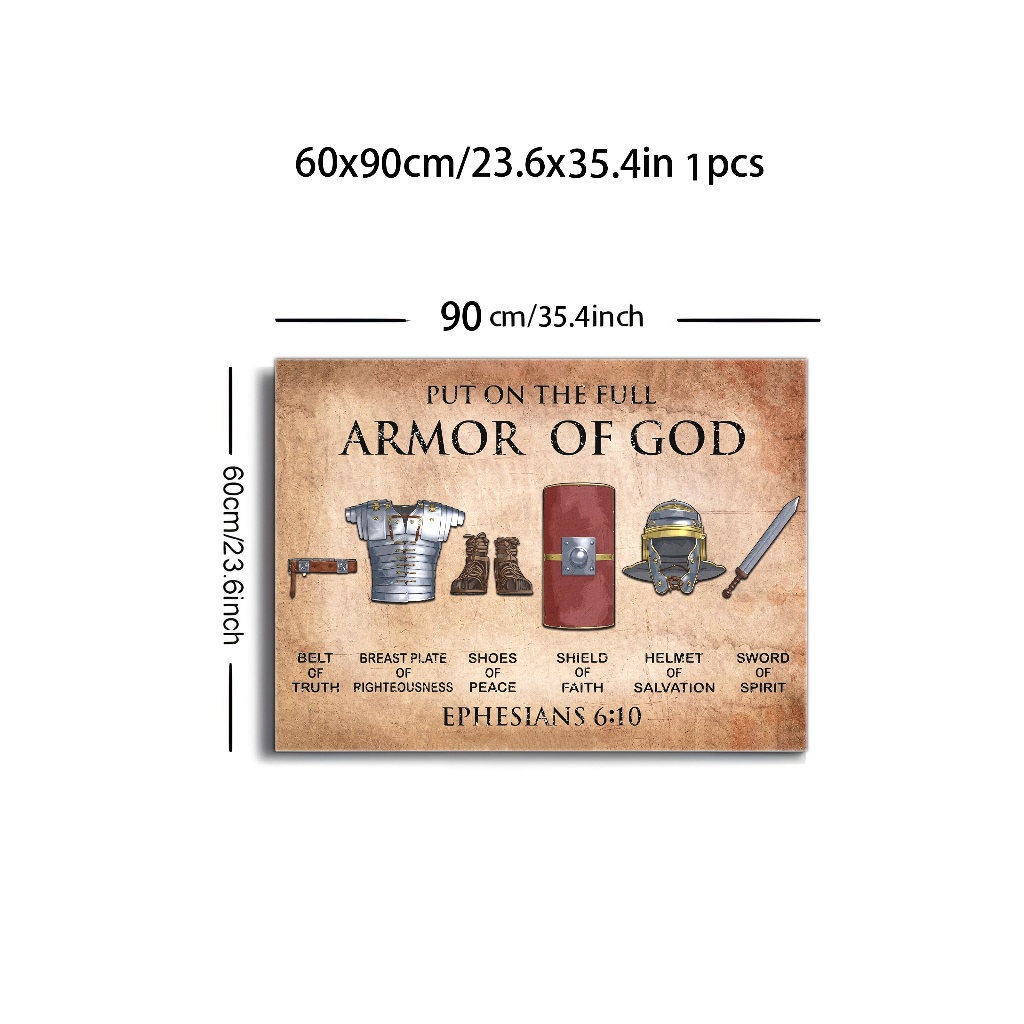 60x90cm/23.6x35.4in 1pcs
90 cm/35.4inch
60cm/23.6inch
PUT ON THE FULL
ARMOR OF GOD
BELT OF TRUTH
BREAST PLATE OF RIGHTEOUSNESS
SHOES OF PEACE
SHIELD OF FAITH
HELMET OF SALVATION
SWORD OF SPIRIT
EPHESIANS 6:10